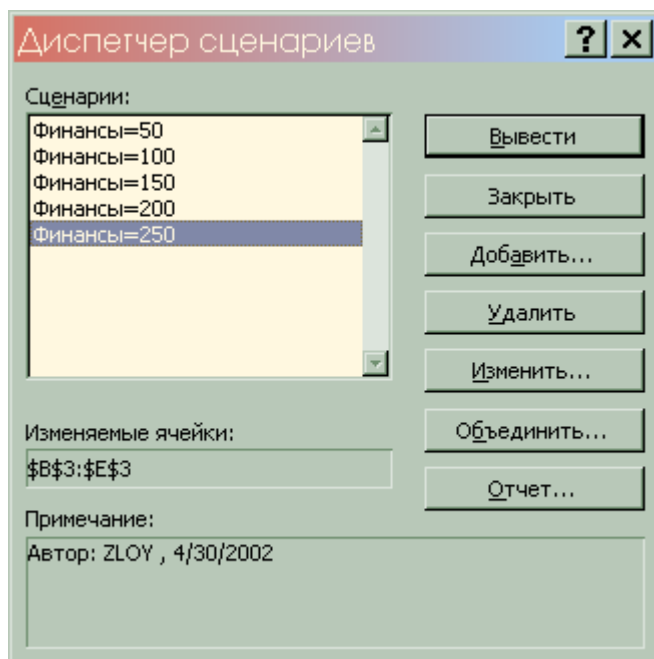 Диспетчер сценариев ? ×
Сценарии:
Финансы=50
Финансы=100
Финансы=150
Финансы=200
Финансы=250
Вывести
Закрыть
Добавить...
Удалить
Изменить...
Объединить...
Отчет...
Изменяемые ячейки:
$B$3:$E$3
Примечание:
Автор: ZLOY , 4/30/2002